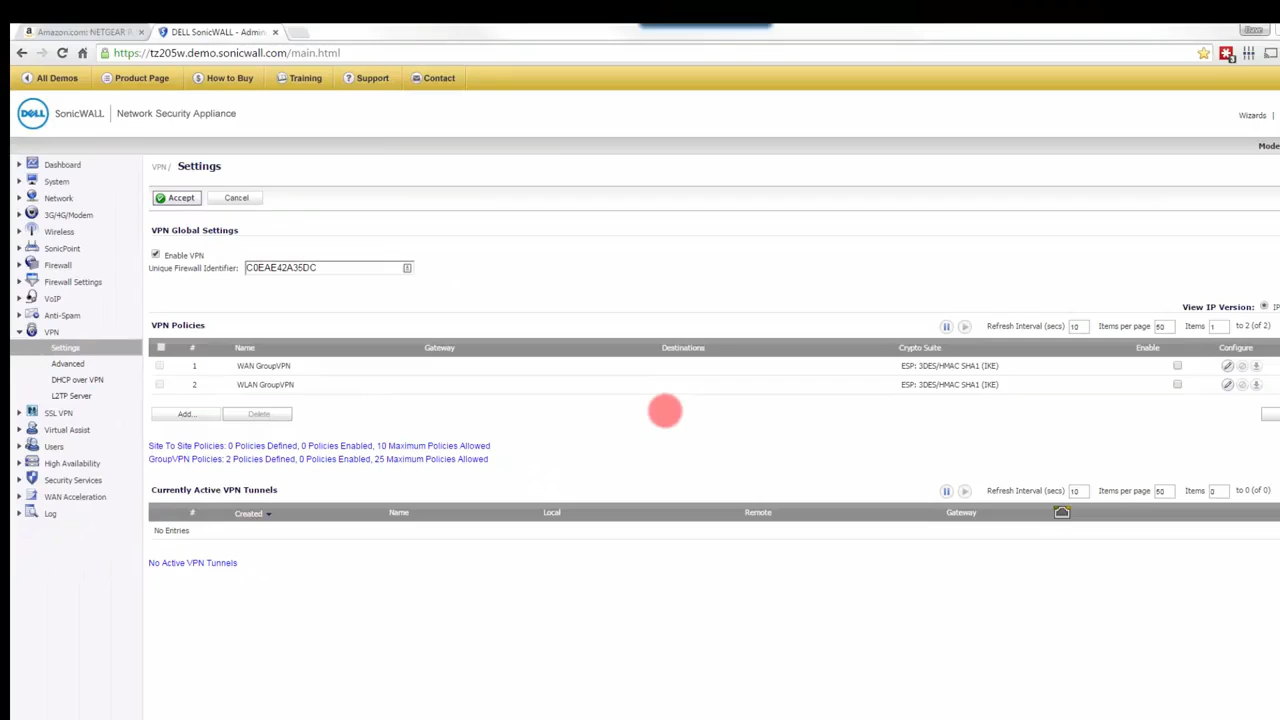 Amazon.com: NETGEAR
DELL SonicWALL - Admin
Dave
https://tz205w.demo.sonicwall.com/main.html
All Demos Product Page How to Buy Training Support Contact
DELL SonicWALL Network Security Appliance
Wizards |
Mode
Dashboard
System
Network
3G/4G/Modem
Wireless
SonicPoint
Firewall
Firewall Settings
VoIP
Anti-Spam
VPN
Settings
Advanced
DHCP over VPN
L2TP Server
SSL VPN
Virtual Assist
Users
High Availability
Security Services
WAN Acceleration
Log
VPN / Settings
Accept Cancel
VPN Global Settings
Enable VPN
Unique Firewall Identifier: C0EAE42A35DC
View IP Version: IP
VPN Policies Refresh Interval (secs) 10 Items per page 50 Items 1 to 2 (of 2)
# Name Gateway Destinations Crypto Suite Enable Configure
1 WAN GroupVPN ESP: 3DES/HMAC SHA1 (IKE)
2 WLAN GroupVPN ESP: 3DES/HMAC SHA1 (IKE)
Add... Delete
Site To Site Policies: 0 Policies Defined, 0 Policies Enabled, 10 Maximum Policies Allowed
GroupVPN Policies: 2 Policies Defined, 0 Policies Enabled, 25 Maximum Policies Allowed
Currently Active VPN Tunnels Refresh Interval (secs) 10 Items per page 50 Items 0 to 0 (of 0)
# Created Name Local Remote Gateway
No Entries
No Active VPN Tunnels